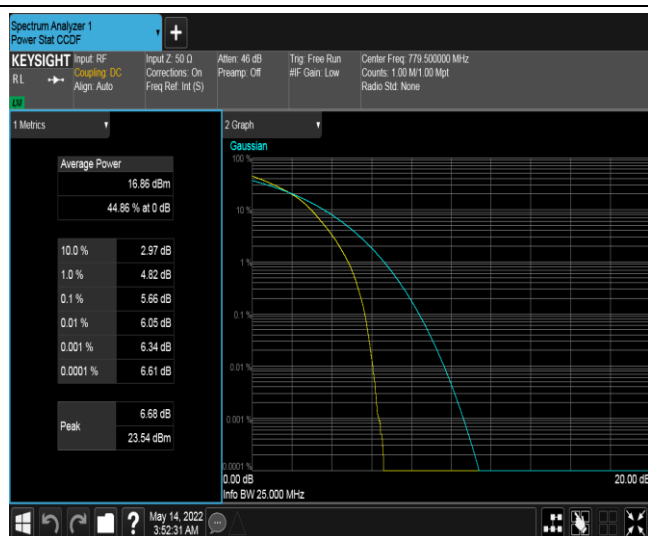 Spectrum Analyzer 1
Power Stat CCDF
+
KEYSIGHT
RL
LXI
Input: RF
Coupling: DC
Align: Auto
Input Z: 50 Ω
Corrections: On
Freq Ref: Int (S)
Atten: 46 dB
Preamp: Off
Trig: Free Run
#IF Gain: Low
Center Freq: 779.500000 MHz
Counts: 1.00 M/1.00 Mpt
Radio Std: None
1 Metrics
Average Power
16.86 dBm
44.86 % at 0 dB
10.0 % 2.97 dB
1.0 % 4.82 dB
0.1 % 5.66 dB
0.01 % 6.05 dB
0.001 % 6.34 dB
0.0001 % 6.61 dB
Peak
6.68 dB
23.54 dBm
2 Graph
Gaussian
100 %
10 %
1 %
0.1 %
0.01 %
0.001 %
0.0001 %
0.00 dB
20.00 dB
Info BW 25.000 MHz
?
May 14, 2022
3:52:31 AM